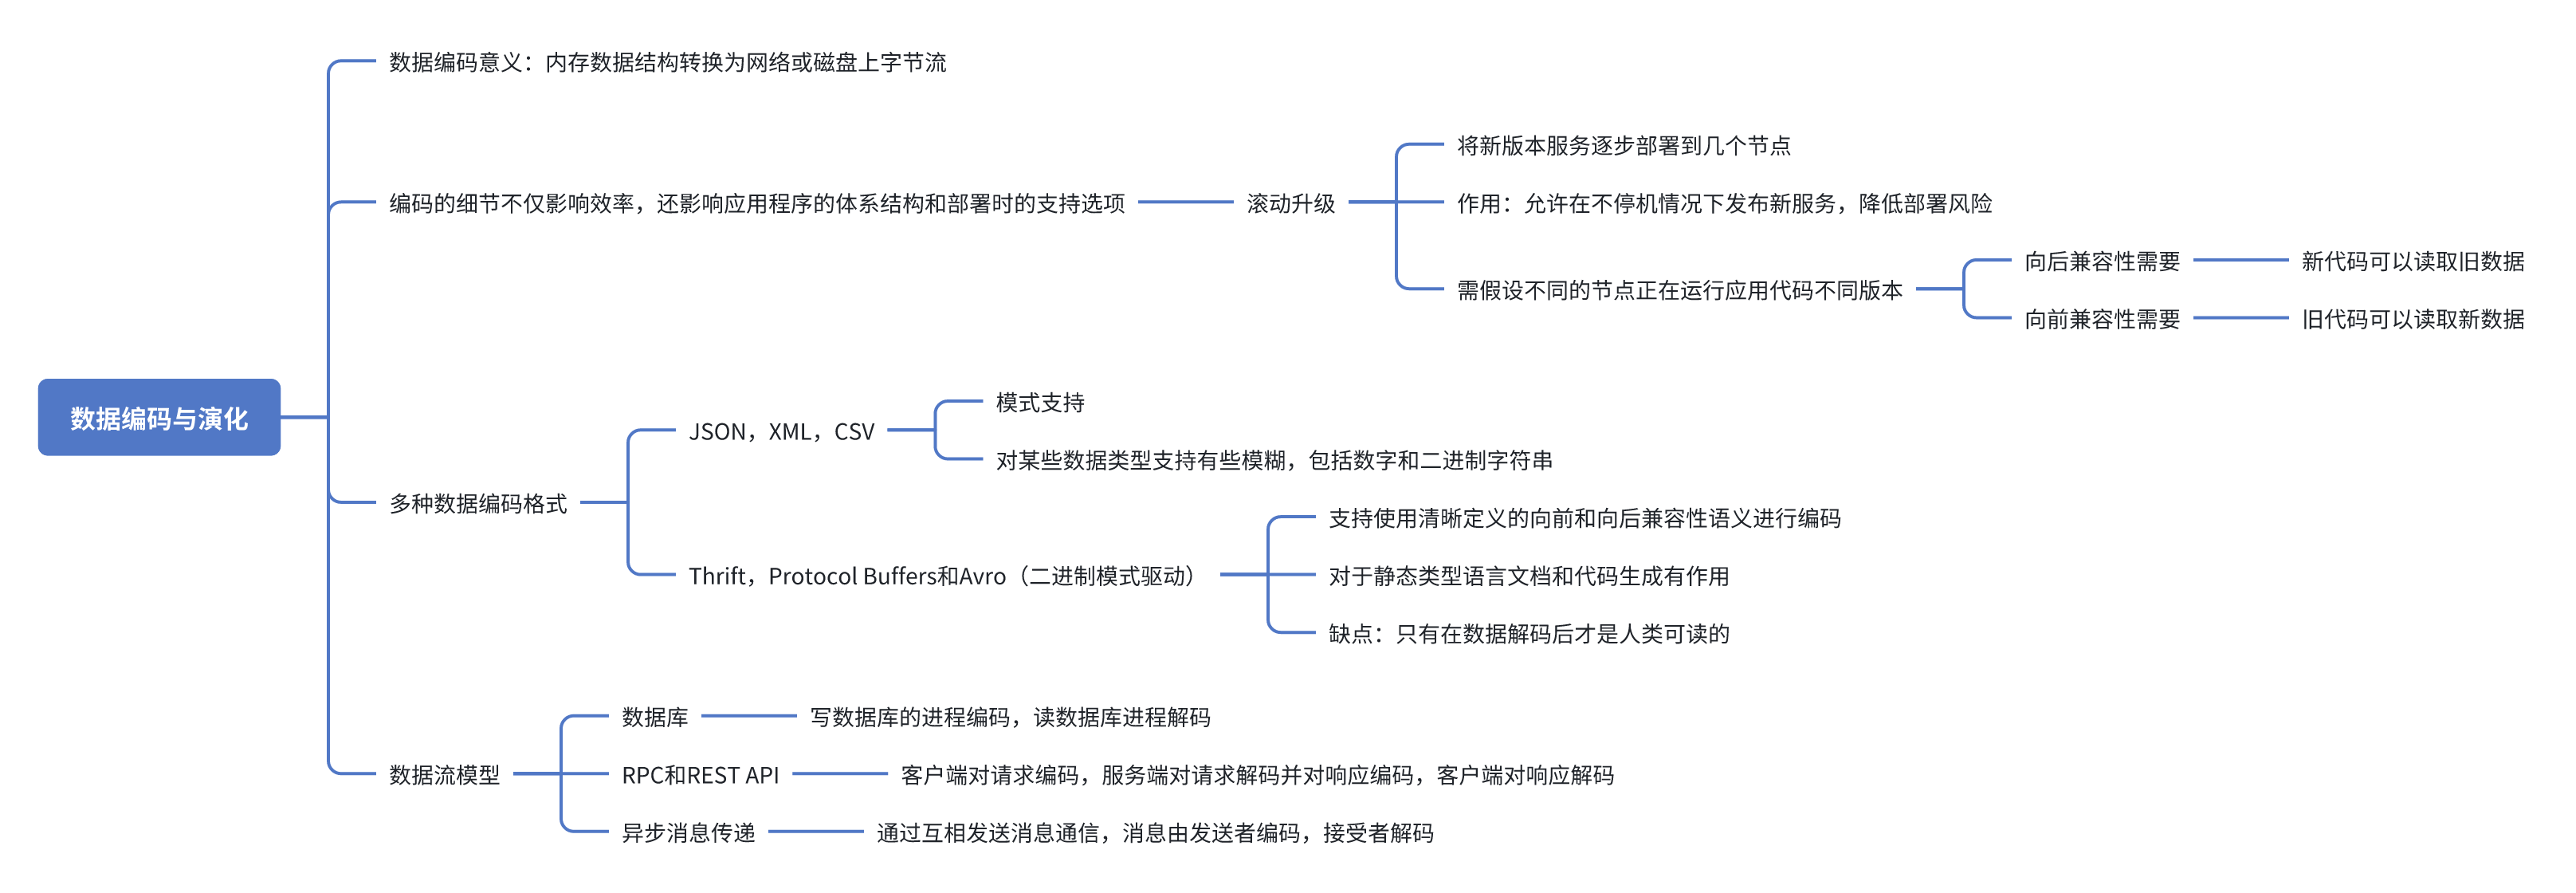 数据编码与演化
数据编码意义：内存数据结构转换为网络或磁盘上字节流
编码的细节不仅影响效率，还影响应用程序的体系结构和部署时的支持选项
滚动升级
将新版本服务逐步部署到几个节点
作用：允许在不停机情况下发布新服务，降低部署风险
需假设不同的节点正在运行应用代码不同版本
向后兼容性需要
新代码可以读取旧数据
向前兼容性需要
旧代码可以读取新数据
多种数据编码格式
JSON，XML，CSV
模式支持
对某些数据类型支持有些模糊，包括数字和二进制字符串
Thrift，Protocol Buffers和Avro（二进制模式驱动）
支持使用清晰定义的向前和向后兼容性语义进行编码
对于静态类型语言文档和代码生成有作用
缺点：只有在数据解码后才是人类可读的
数据流模型
数据库
写数据库的进程编码，读数据库进程解码
RPC和REST API
客户端对请求编码，服务端对请求解码并对响应编码，客户端对响应解码
异步消息传递
通过互相发送消息通信，消息由发送者编码，接受者解码